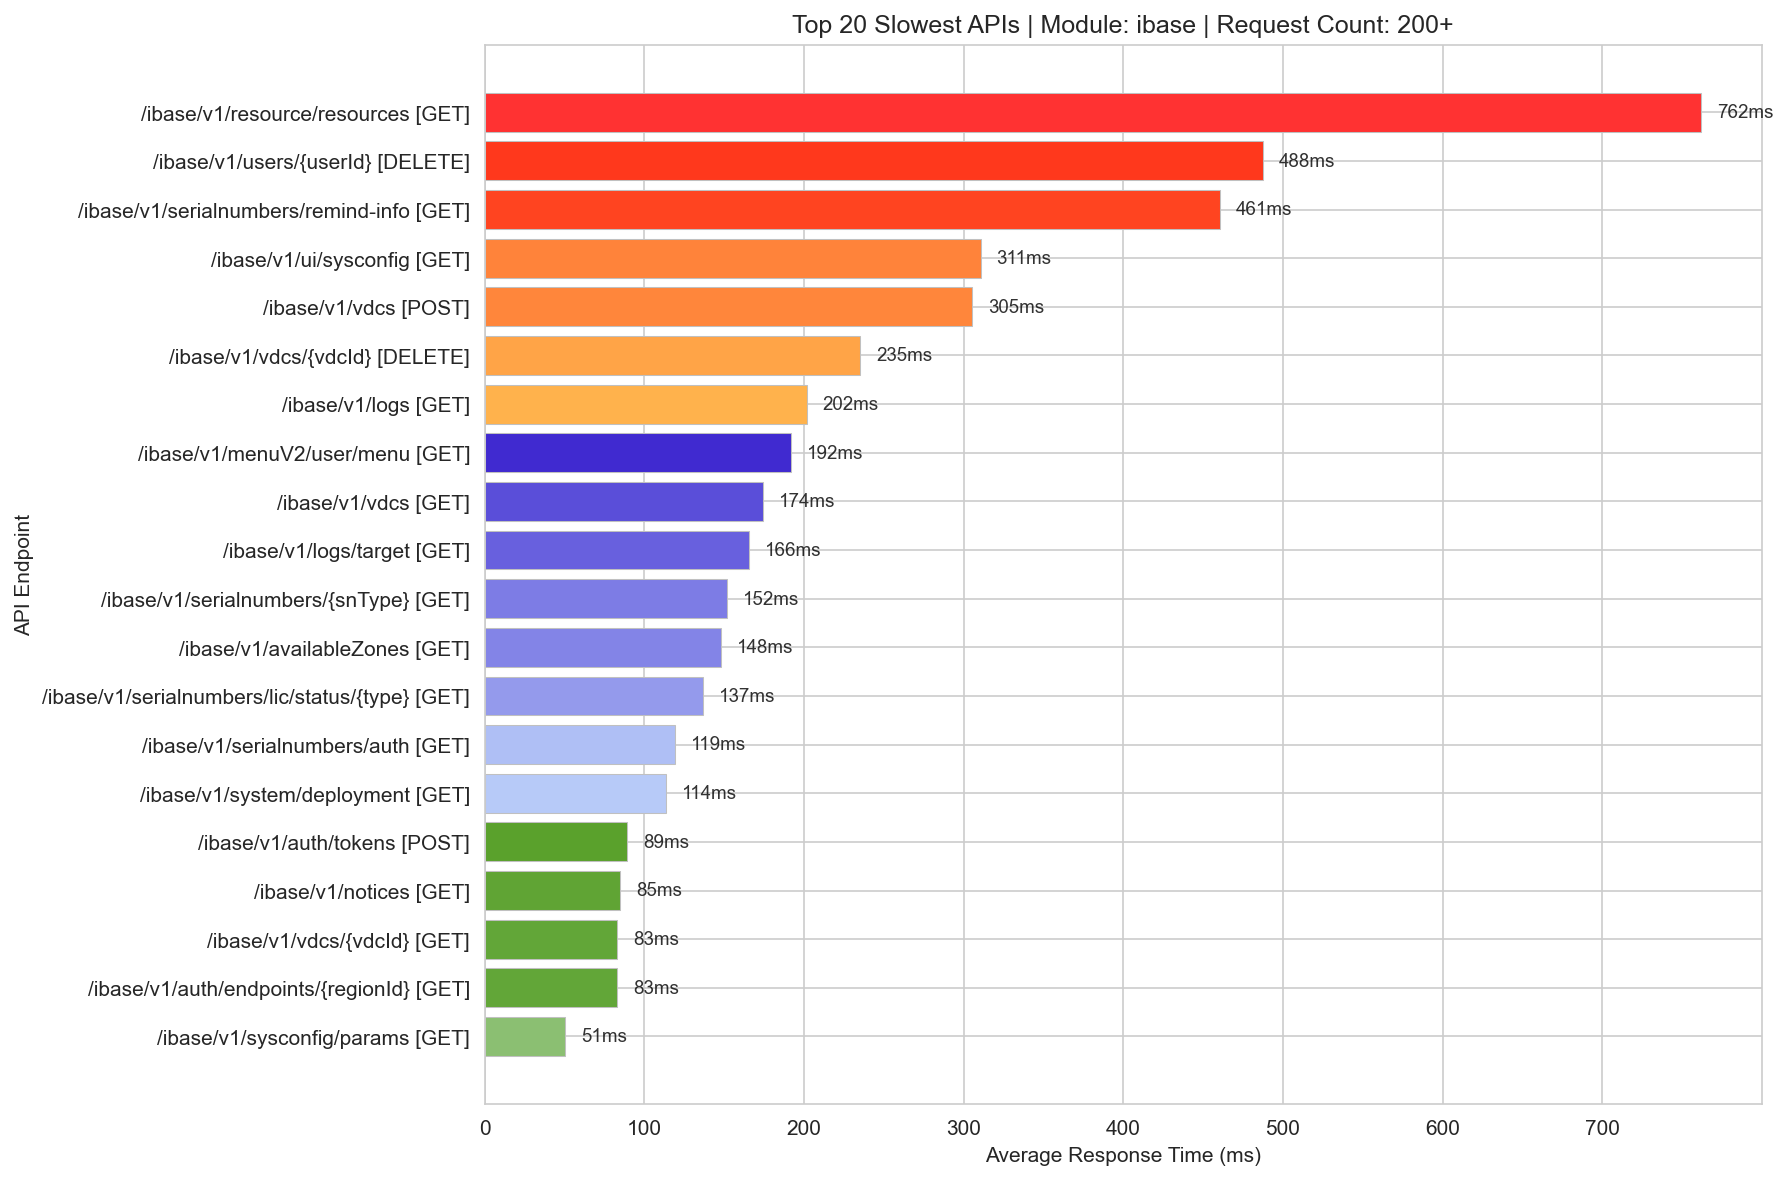 Top 20 Slowest APIs | Module: ibase | Request Count: 200+
API Endpoint
/ibase/v1/resource/resources [GET] 762ms
/ibase/v1/users/{userId} [DELETE] 488ms
/ibase/v1/serialnumbers/remind-info [GET] 461ms
/ibase/v1/ui/sysconfig [GET] 311ms
/ibase/v1/vdcs [POST] 305ms
/ibase/v1/vdcs/{vdcId} [DELETE] 235ms
/ibase/v1/logs [GET] 202ms
/ibase/v1/menuV2/user/menu [GET] 192ms
/ibase/v1/vdcs [GET] 174ms
/ibase/v1/logs/target [GET] 166ms
/ibase/v1/serialnumbers/{snType} [GET] 152ms
/ibase/v1/availableZones [GET] 148ms
/ibase/v1/serialnumbers/lic/status/{type} [GET] 137ms
/ibase/v1/serialnumbers/auth [GET] 119ms
/ibase/v1/system/deployment [GET] 114ms
/ibase/v1/auth/tokens [POST] 89ms
/ibase/v1/notices [GET] 85ms
/ibase/v1/vdcs/{vdcId} [GET] 83ms
/ibase/v1/auth/endpoints/{regionId} [GET] 83ms
/ibase/v1/sysconfig/params [GET] 51ms
0 100 200 300 400 500 600 700
Average Response Time (ms)